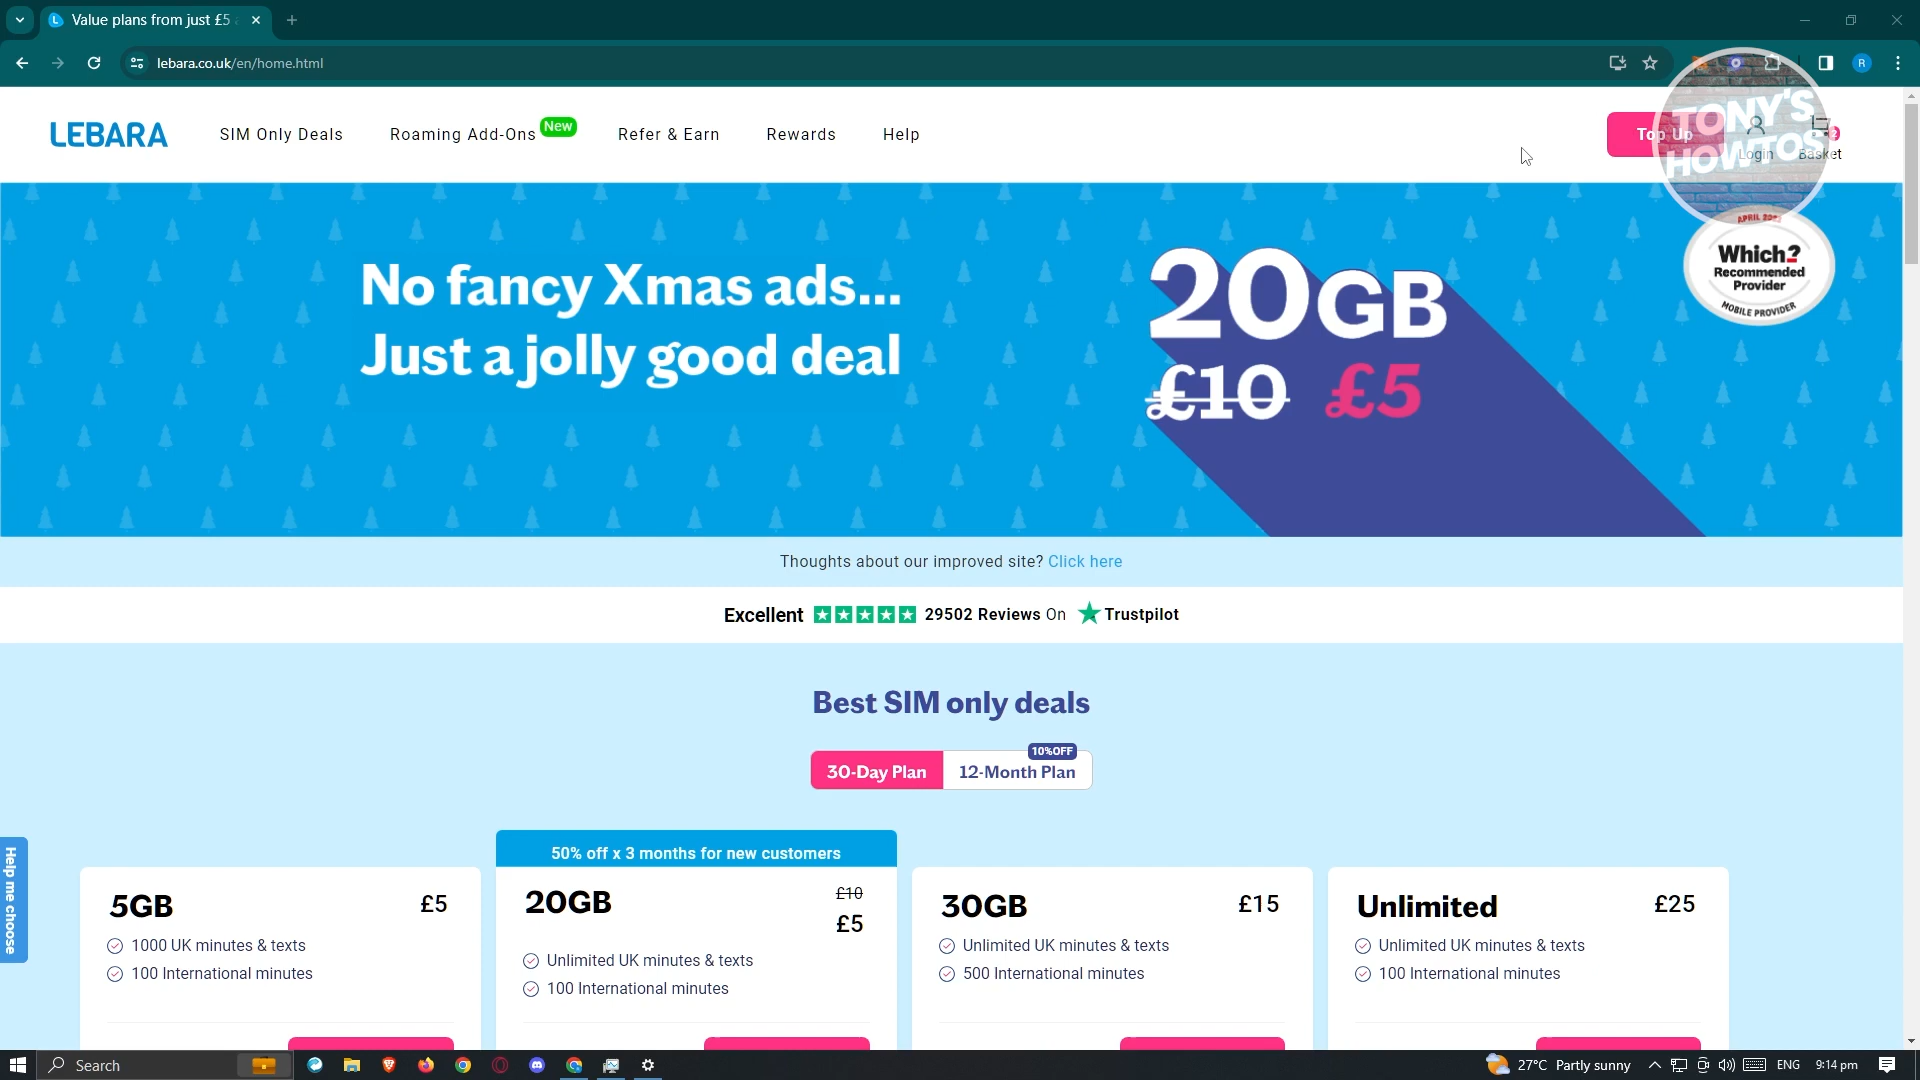 Value plans from just £5
lebara.co.uk/en/home.html
R
LEBARA
SIM Only Deals
Roaming Add-Ons
New
Refer & Earn
Rewards
Help
Top Up
Login
Basket
TONY'S
HOWTOS
No fancy Xmas ads...
Just a jolly good deal
20GB
£10 £5
Which?
Recommended
Provider
MOBILE PROVIDER
Thoughts about our improved site? Click here
Excellent 29502 Reviews On Trustpilot
Best SIM only deals
10%OFF
30-Day Plan
12-Month Plan
Help me choose
5GB
£5
1000 UK minutes & texts
100 International minutes
50% off x 3 months for new customers
20GB
£10
£5
Unlimited UK minutes & texts
100 International minutes
30GB
£15
Unlimited UK minutes & texts
500 International minutes
Unlimited
£25
Unlimited UK minutes & texts
100 International minutes
Search
27°C Partly sunny
ENG
9:14 pm